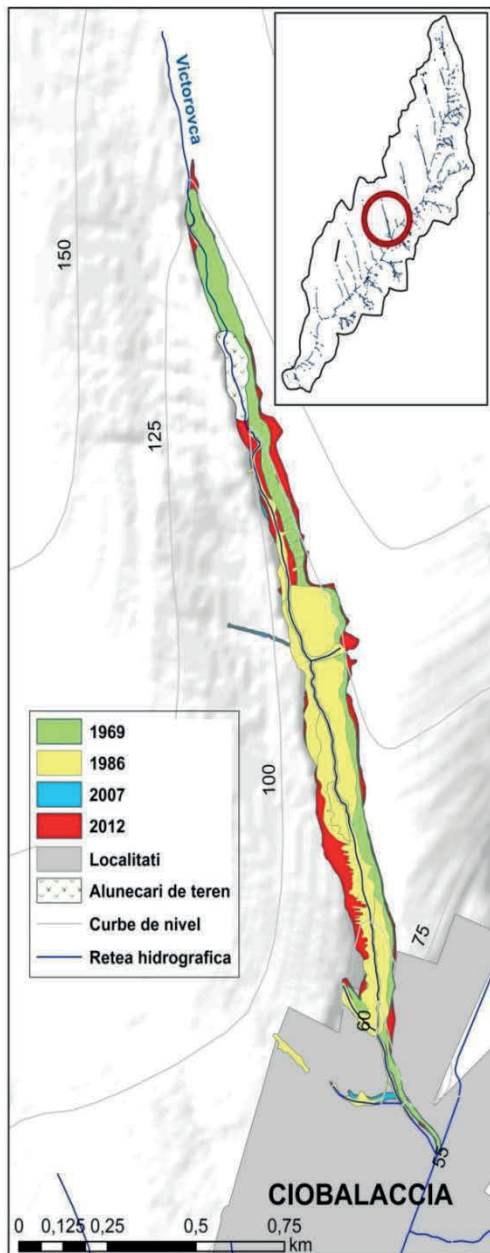 Victorovca
150
125
100
1969
1986
2007
2012
Localitati
Alunecari de teren
Curbe de nivel
Retea hidrografica
75
60
55
CIOBALACCIA
0 0,125 0,25 0,5 0,75
km